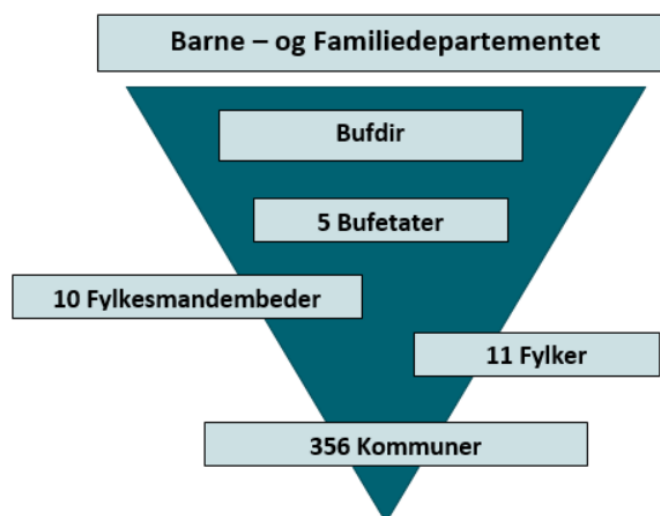 Barne – og Familiedepartementet
Bufdir
5 Bufetater
10 Fylkesmandembeder
11 Fylker
356 Kommuner